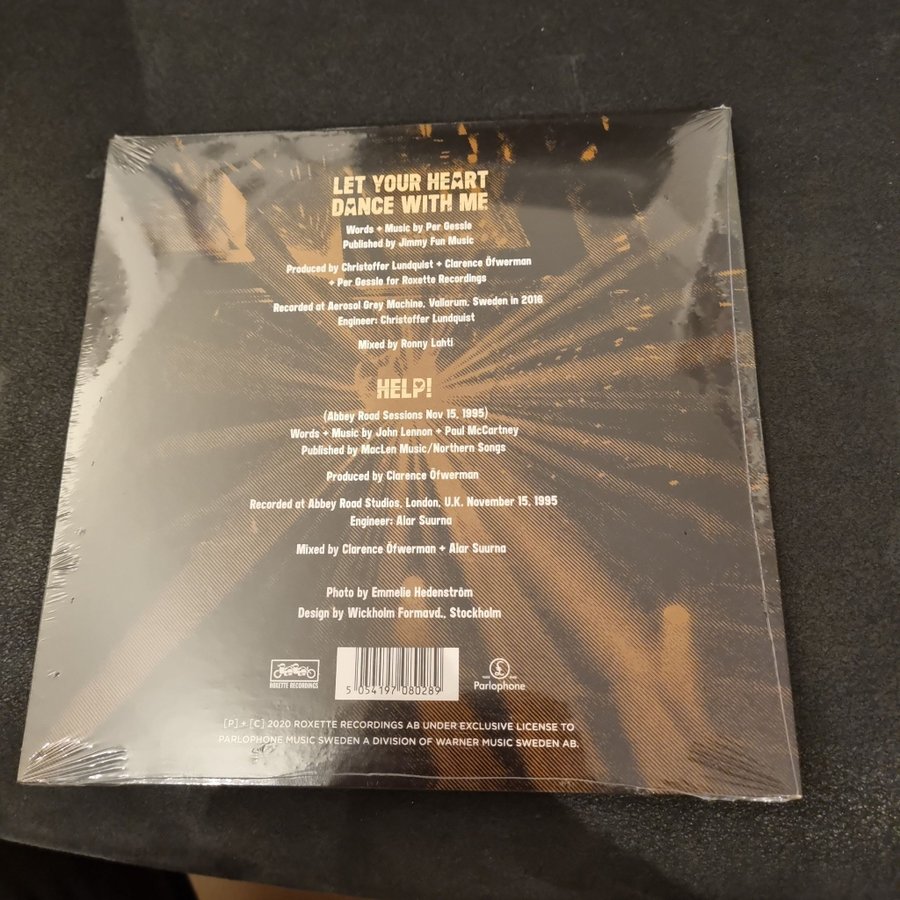 LET YOUR HEART
DANCE WITH ME
Words + Music by Per Gessle
Published by Jimmy Fun Music
Produced by Christoffer Lundquist + Clarence Öfwerman
+ Per Gessle for Roxette Recordings
Recorded at Aerosol Grey Machine, Vallarum, Sweden in 2016
Engineer: Christoffer Lundquist
Mixed by Ronny Lahti
HELP!
(Abbey Road Sessions Nov 15, 1995)
Words + Music by John Lennon + Paul McCartney
Published by MacLen Music/Northern Songs
Produced by Clarence Öfwerman
Recorded at Abbey Road Studios, London, U.K. November 15, 1995
Engineer: Alar Suurna
Mixed by Clarence Öfwerman + Alar Suurna
Photo by Emmelie Hedenström
Design by Wickholm Formavd., Stockholm
ROXETTE RECORDINGS
5 054197 080289
Parlophone
[P] + [C] 2020 ROXETTE RECORDINGS AB UNDER EXCLUSIVE LICENSE TO
PARLOPHONE MUSIC SWEDEN A DIVISION OF WARNER MUSIC SWEDEN AB.